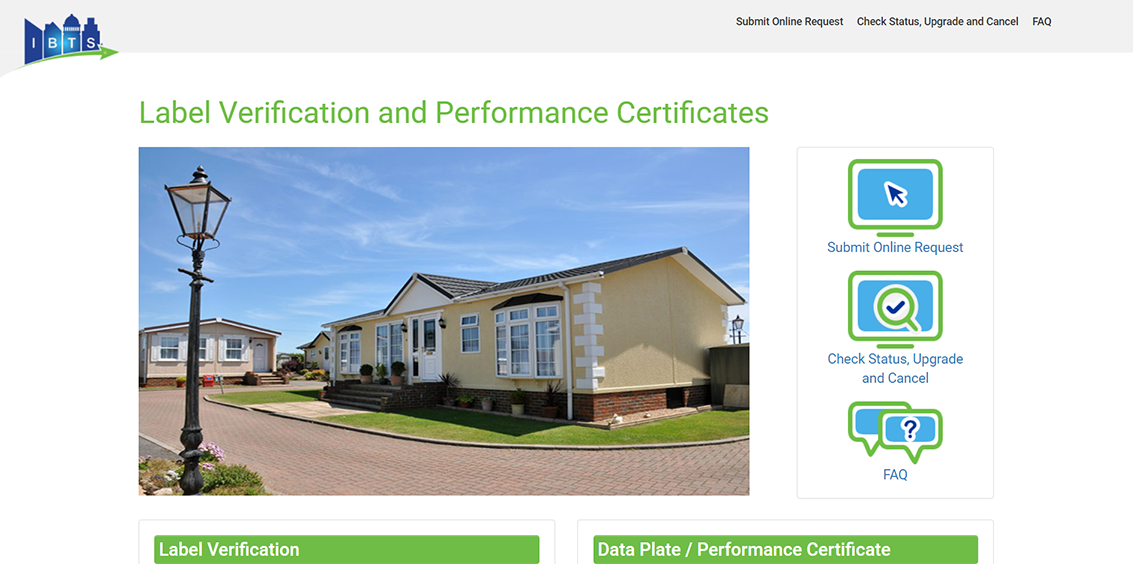 IBTS
Submit Online Request Check Status, Upgrade and Cancel FAQ
Label Verification and Performance Certificates
Submit Online Request
Check Status, Upgrade
and Cancel
?
FAQ
Label Verification
Data Plate / Performance Certificate